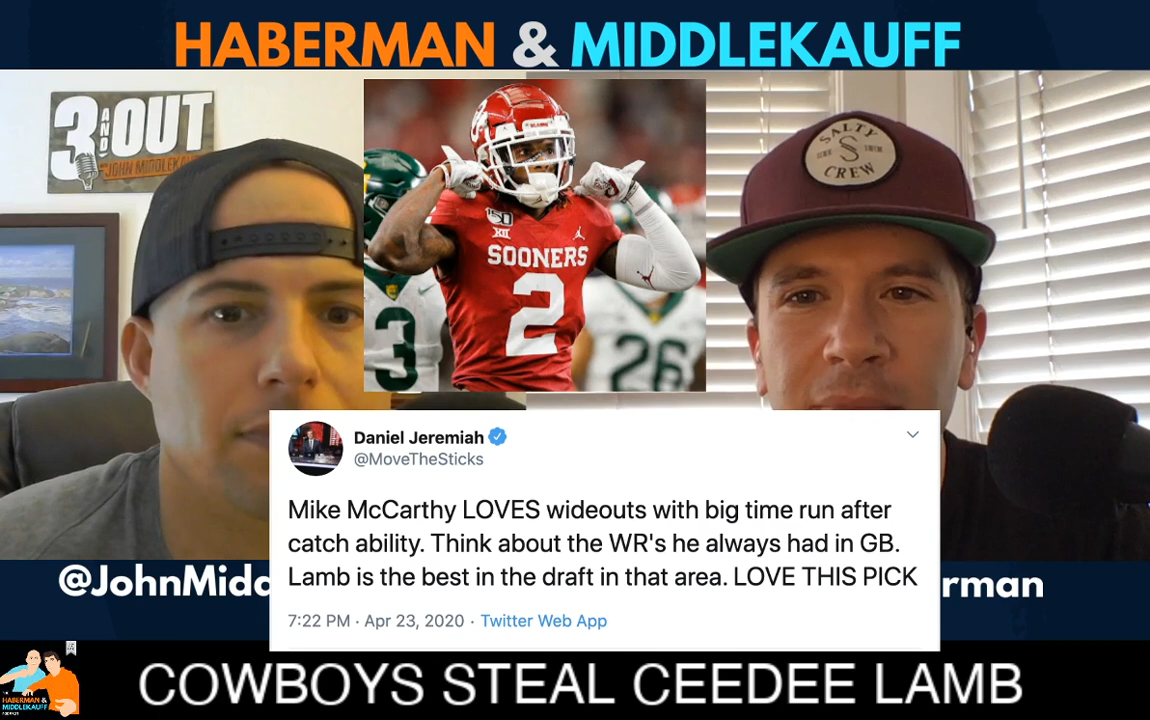 HABERMAN & MIDDLEKAUFF
3 AND OUT
JOHN MIDDLEKA
SALTY
S
CREW
150
XII
SOONERS
2
3
26
Daniel Jeremiah
@MoveTheSticks
Mike McCarthy LOVES wideouts with big time run after
catch ability. Think about the WR's he always had in GB.
Lamb is the best in the draft in that area. LOVE THIS PICK
7:22 PM · Apr 23, 2020 · Twitter Web App
@JohnMidd
rman
HABERMAN &
MIDDLEKAUFF
COWBOYS STEAL CEEDEE LAMB